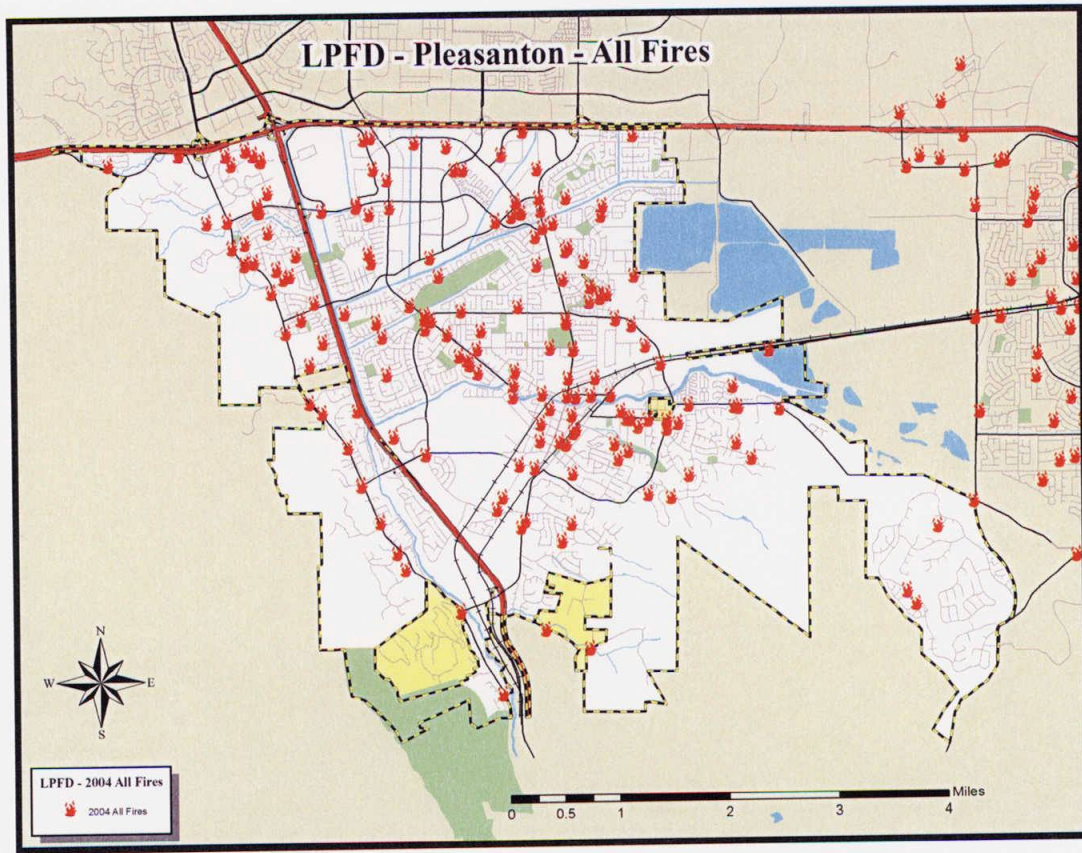 LPFD - Pleasanton - All Fires
N
W E
S
LPFD - 2004 All Fires
2004 All Fires
Miles
0 0.5 1 2 3 4